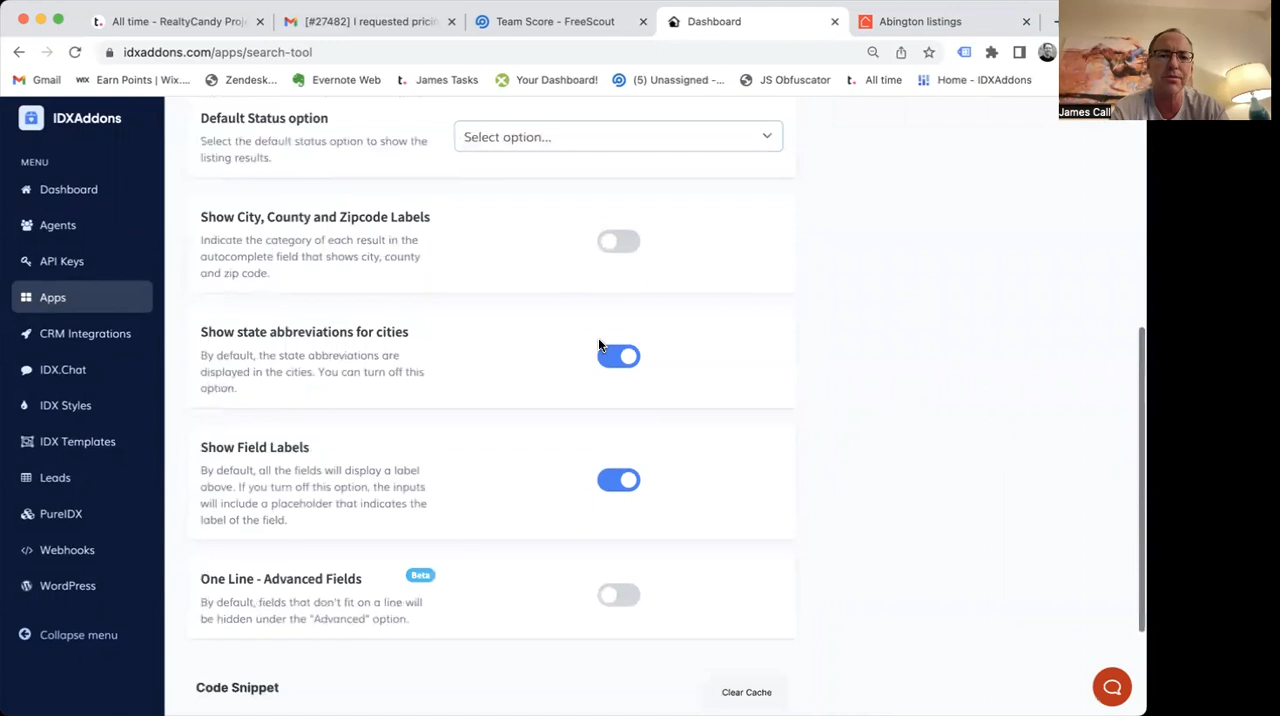 All time - RealtyCandy Proj
[#27482] I requested pricin
Team Score - FreeScout
Dashboard
Abington listings
idxaddons.com/apps/search-tool
Gmail
Earn Points | Wix....
Zendesk...
Evernote Web
James Tasks
Your Dashboard!
(5) Unassigned -...
JS Obfuscator
All time
Home - IDXAddons
James Call
IDXAddons
MENU
Dashboard
Agents
API Keys
Apps
CRM Integrations
IDX.Chat
IDX Styles
IDX Templates
Leads
PureIDX
Webhooks
WordPress
Collapse menu
Default Status option
Select the default status option to show the
listing results.
Select option...
Show City, County and Zipcode Labels
Indicate the category of each result in the
autocomplete field that shows city, county
and zip code.
Show state abbreviations for cities
By default, the state abbreviations are
displayed in the cities. You can turn off this
option.
Show Field Labels
By default, all the fields will display a label
above. If you turn off this option, the inputs
will include a placeholder that indicates the
label of the field.
One Line - Advanced Fields
Beta
By default, fields that don't fit on a line will
be hidden under the "Advanced" option.
Code Snippet
Clear Cache